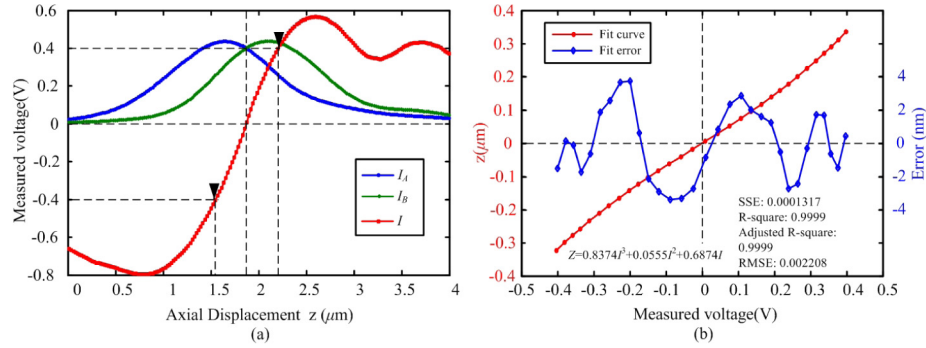 (a)
Measured voltage(V)
0.6
0.4
0.2
0
-0.2
-0.4
-0.6
-0.8
I_A
I_B
I
0 0.5 1 1.5 2 2.5 3 3.5 4
Axial Displacement z (μm)
(a)
z(μm)
0.4
0.3
0.2
0.1
0
-0.1
-0.2
-0.3
-0.4
Fit curve
Fit error
4
2
0
-2
-4
Error (nm)
SSE: 0.0001317
R-square: 0.9999
Adjusted R-square:
0.9999
RMSE: 0.002208
Z=0.8374I³+0.0555I²+0.6874I
-0.5 -0.4 -0.3 -0.2 -0.1 0 0.1 0.2 0.3 0.4 0.5
Measured voltage(V)
(b)